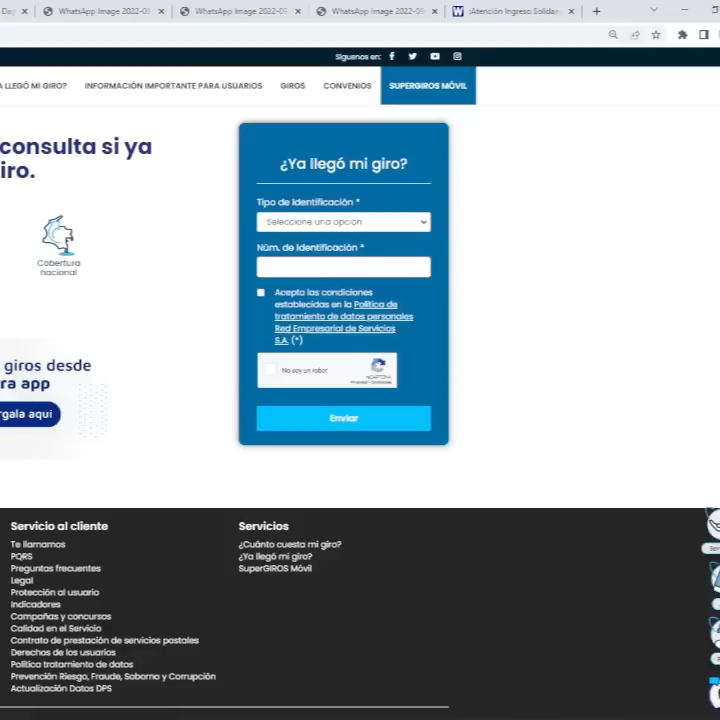 WhatsApp Image 2022-09
WhatsApp Image 2022-09
WhatsApp Image 2022-09
¡Atención Ingreso Solida
Síguenos en:
LLEGÓ MI GIRO?
INFORMACIÓN IMPORTANTE PARA USUARIOS
GIROS
CONVENIOS
SUPERGIROS MÓVIL
consulta si ya
iro.
Cobertura
nacional
giros desde
ra app
rgala aquí
¿Ya llegó mi giro?
Tipo de Identificación *
Seleccione una opción
Núm. de Identificación *
Acepto las condiciones
establecidas en la Política de
tratamiento de datos personales
Red Empresarial de Servicios
S.A. (*)
No soy un robot
reCAPTCHA
Privacidad - Condiciones
Enviar
Servicio al cliente
Te llamamos
PQRS
Preguntas frecuentes
Legal
Protección al usuario
Indicadores
Campañas y concursos
Calidad en el Servicio
Contrato de prestación de servicios postales
Derechos de los usuarios
Política tratamiento de datos
Prevención Riesgo, Fraude, Soborno y Corrupción
Actualización Datos DPS
Servicios
¿Cuánto cuesta mi giro?
¿Ya llegó mi giro?
SuperGIROS Móvil